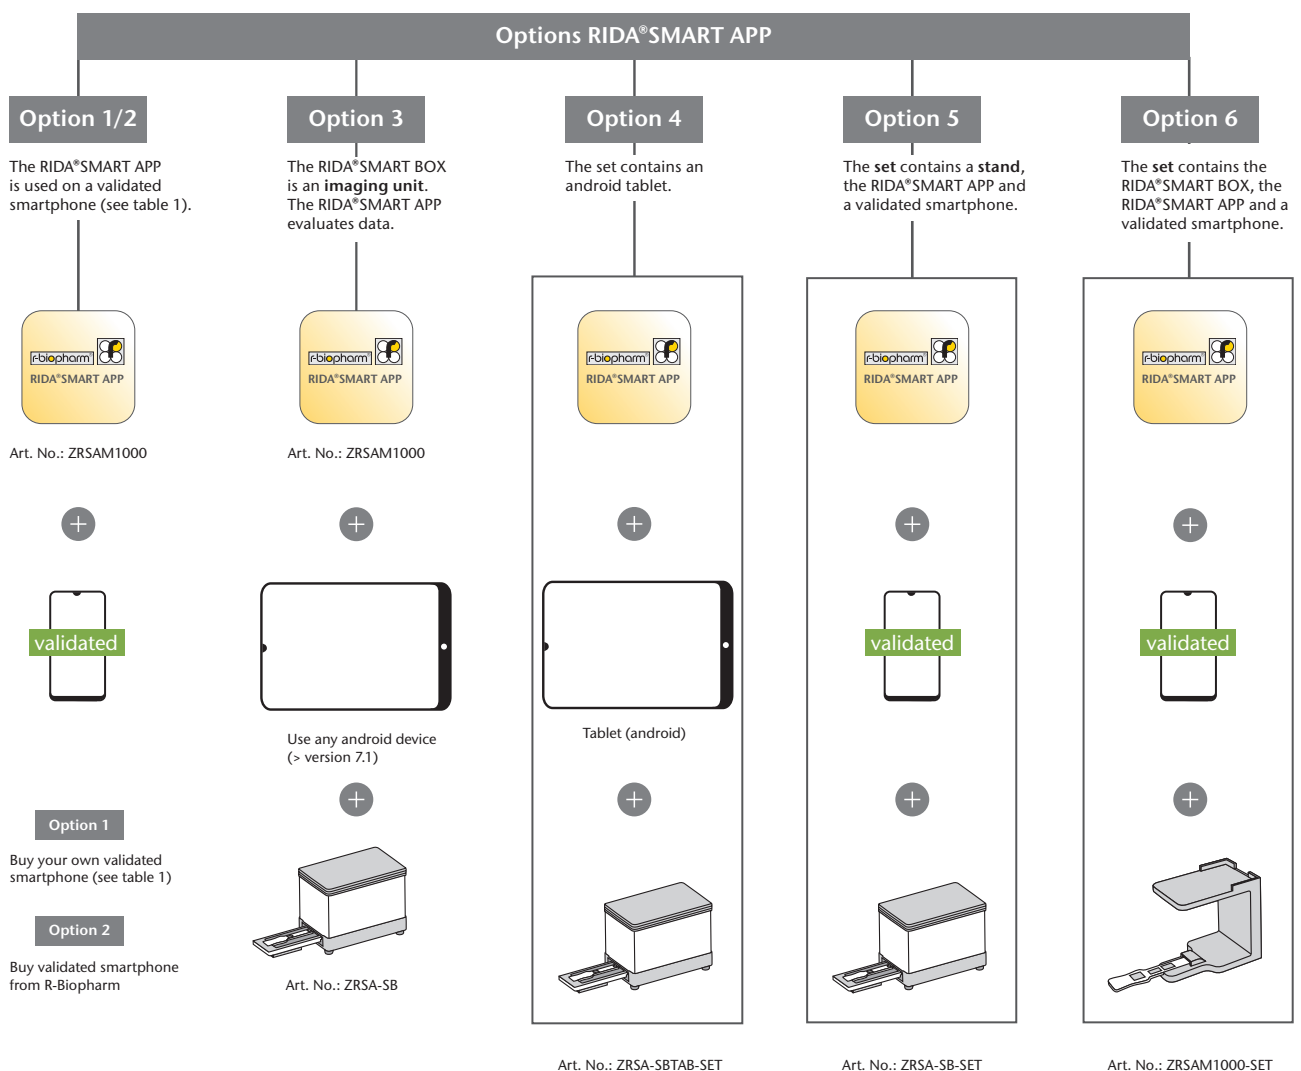 Options RIDA®SMART APP
Option 1/2
The RIDA®SMART APP
is used on a validated
smartphone (see table 1).
r-biopharm®
RIDA®SMART APP
Art. No.: ZRSAM1000
+
validated
Option 1
Buy your own validated
smartphone (see table 1)
Option 2
Buy validated smartphone
from R-Biopharm
Option 3
The RIDA®SMART BOX
is an imaging unit.
The RIDA®SMART APP
evaluates data.
r-biopharm®
RIDA®SMART APP
Art. No.: ZRSAM1000
+
Use any android device
(> version 7.1)
+
Art. No.: ZRSA-SB
Option 4
The set contains an
android tablet.
r-biopharm®
RIDA®SMART APP
+
Tablet (android)
+
Art. No.: ZRSA-SBTAB-SET
Option 5
The set contains a stand,
the RIDA®SMART APP and
a validated smartphone.
r-biopharm®
RIDA®SMART APP
+
validated
+
Art. No.: ZRSA-SB-SET
Option 6
The set contains the
RIDA®SMART BOX, the
RIDA®SMART APP and a
validated smartphone.
r-biopharm®
RIDA®SMART APP
+
validated
+
Art. No.: ZRSAM1000-SET